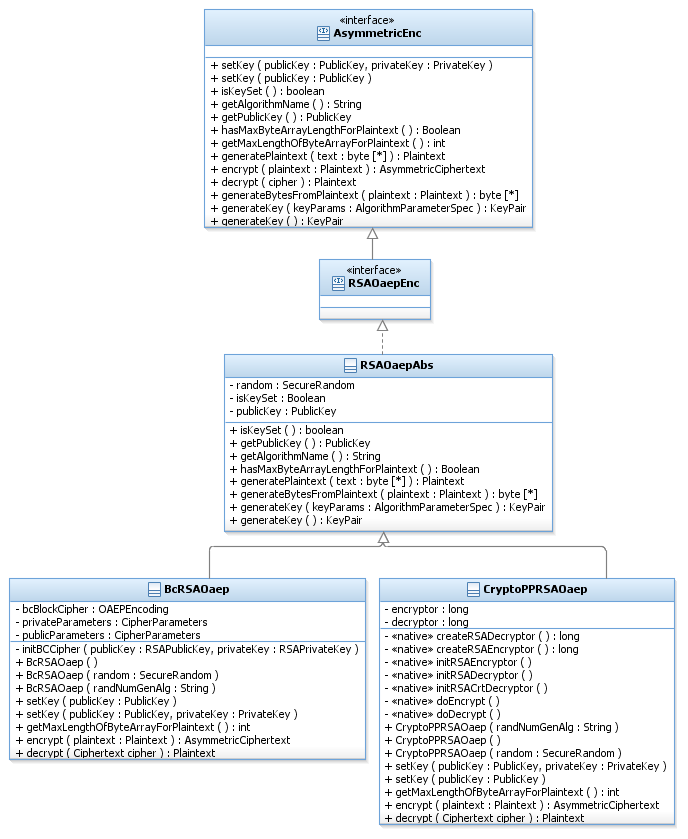 «interface»
AsymmetricEnc
+ setKey ( publicKey : PublicKey, privateKey : PrivateKey )
+ setKey ( publicKey : PublicKey )
+ isKeySet ( ) : boolean
+ getAlgorithmName ( ) : String
+ getPublicKey ( ) : PublicKey
+ hasMaxByteArrayLengthForPlaintext ( ) : Boolean
+ getMaxLengthOfByteArrayForPlaintext ( ) : int
+ generatePlaintext ( text : byte [*] ) : Plaintext
+ encrypt ( plaintext : Plaintext ) : AsymmetricCiphertext
+ decrypt ( cipher ) : Plaintext
+ generateBytesFromPlaintext ( plaintext : Plaintext ) : byte [*]
+ generateKey ( keyParams : AlgorithmParameterSpec ) : KeyPair
+ generateKey ( ) : KeyPair
«interface»
RSAOaepEnc
RSAOaepAbs
- random : SecureRandom
- isKeySet : Boolean
- publicKey : PublicKey
+ isKeySet ( ) : boolean
+ getPublicKey ( ) : PublicKey
+ getAlgorithmName ( ) : String
+ hasMaxByteArrayLengthForPlaintext ( ) : Boolean
+ generatePlaintext ( text : byte [*] ) : Plaintext
+ generateBytesFromPlaintext ( plaintext : Plaintext ) : byte [*]
+ generateKey ( keyParams : AlgorithmParameterSpec ) : KeyPair
+ generateKey ( ) : KeyPair
BcRSAOaep
- bcBlockCipher : OAEPEncoding
- privateParameters : CipherParameters
- publicParameters : CipherParameters
- initBCCipher ( publicKey : RSAPublicKey, privateKey : RSAPrivateKey )
+ BcRSAOaep ( )
+ BcRSAOaep ( random : SecureRandom )
+ BcRSAOaep ( randNumGenAlg : String )
+ setKey ( publicKey : PublicKey )
+ setKey ( publicKey : PublicKey, privateKey : PrivateKey )
+ getMaxLengthOfByteArrayForPlaintext ( ) : int
+ encrypt ( plaintext : Plaintext ) : AsymmetricCiphertext
+ decrypt ( Ciphertext cipher ) : Plaintext
CryptoPPRSAOaep
- encryptor : long
- decryptor : long
- «native» createRSADecryptor ( ) : long
- «native» createRSAEncryptor ( ) : long
- «native» initRSAEncryptor ( )
- «native» initRSADecryptor ( )
- «native» initRSACrtDecryptor ( )
- «native» doEncrypt ( )
- «native» doDecrypt ( )
+ CryptoPPRSAOaep ( randNumGenAlg : String )
+ CryptoPPRSAOaep ( )
+ CryptoPPRSAOaep ( random : SecureRandom )
+ setKey ( publicKey : PublicKey, privateKey : PrivateKey )
+ setKey ( publicKey : PublicKey )
+ getMaxLengthOfByteArrayForPlaintext ( ) : int
+ encrypt ( plaintext : Plaintext ) : AsymmetricCiphertext
+ decrypt ( Ciphertext cipher ) : Plaintext